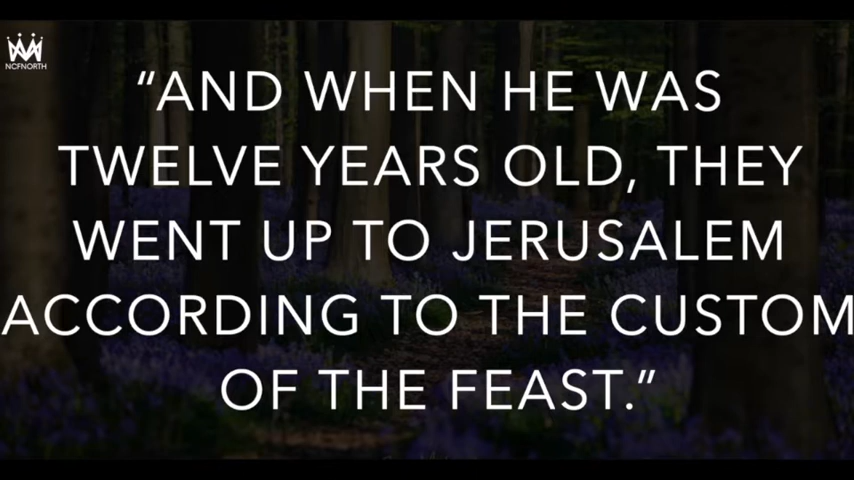 NCFNORTH
“AND WHEN HE WAS
TWELVE YEARS OLD, THEY
WENT UP TO JERUSALEM
ACCORDING TO THE CUSTOM
OF THE FEAST.”